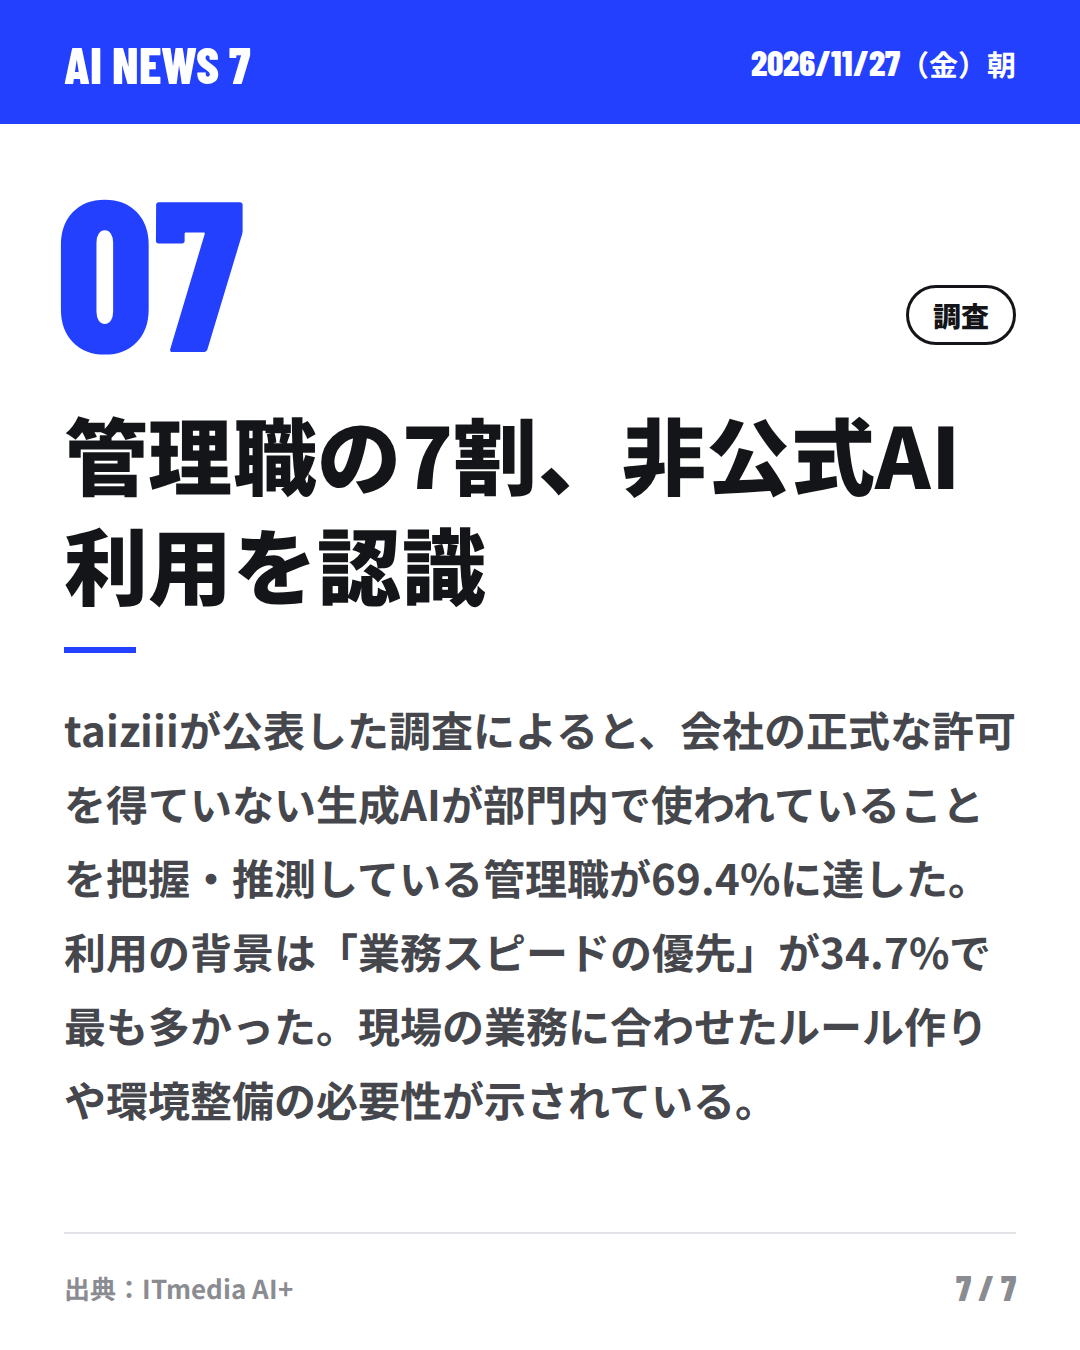 AI NEWS 7
2026/11/27（金）朝
07
調査
管理職の7割、非公式AI
利用を認識
taiziiiが公表した調査によると、会社の正式な許可
を得ていない生成AIが部門内で使われていること
を把握・推測している管理職が69.4%に達した。
利用の背景は「業務スピードの優先」が34.7%で
最も多かった。現場の業務に合わせたルール作り
や環境整備の必要性が示されている。
出典：ITmedia AI+
7 / 7